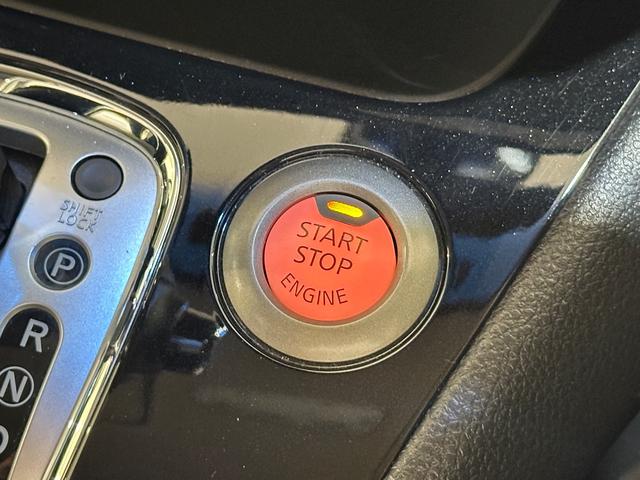 SHIFT
LOCK
P
R
N
D
START
STOP
ENGINE